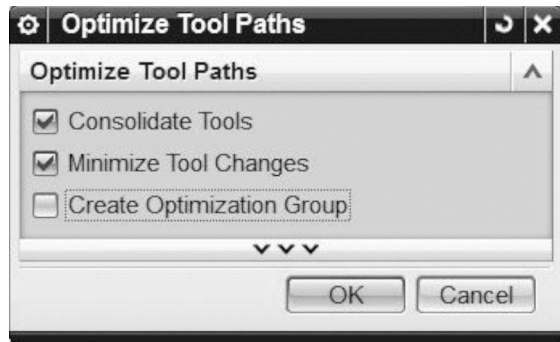 Optimize Tool Paths
Optimize Tool Paths
Consolidate Tools
Minimize Tool Changes
Create Optimization Group
OK Cancel